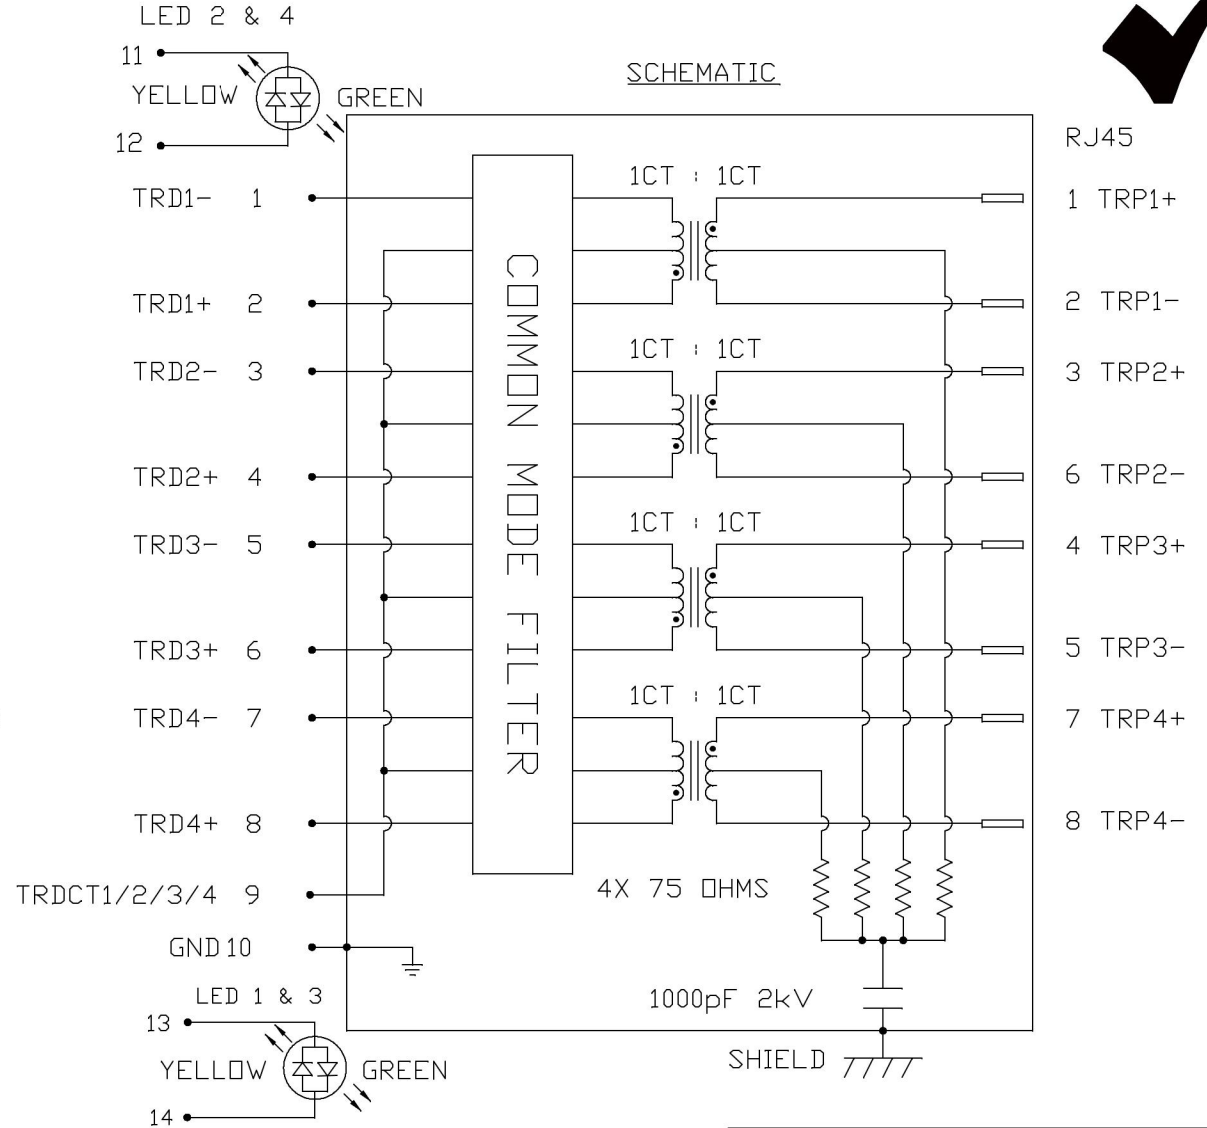 LED 2 & 4
11
YELLOW
GREEN
12
SCHEMATIC
RJ45
1CT : 1CT
TRD1- 1
1 TRP1+
TRD1+ 2
2 TRP1-
1CT : 1CT
TRD2- 3
3 TRP2+
TRD2+ 4
6 TRP2-
1CT : 1CT
TRD3- 5
4 TRP3+
TRD3+ 6
5 TRP3-
1CT : 1CT
TRD4- 7
7 TRP4+
TRD4+ 8
8 TRP4-
COMMON MODE FILTER
4X 75 OHMS
TRDCT1/2/3/4 9
GND 10
LED 1 & 3
13
YELLOW
GREEN
14
1000pF 2kV
SHIELD